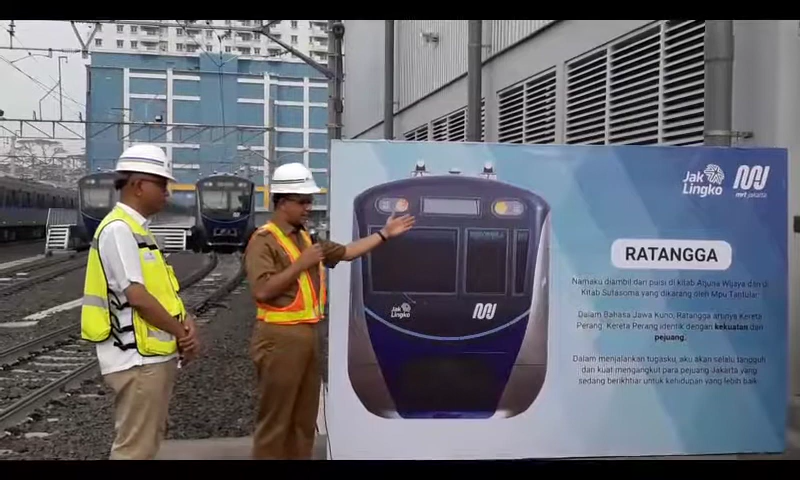 Jak
Lingko
mrt jakarta
RATANGGA
Namaku diambil dari puisi di kitab Arjuna Wijaya dan di
Kitab Sutasoma yang dikarang oleh Mpu Tantular.
Dalam Bahasa Jawa Kuno, Ratangga artinya Kereta
Perang. Kereta Perang identik dengan kekuatan dan
pejuang.
Dalam menjalankan tugasku, aku akan selalu tangguh
dan kuat mengangkut para pejuang Jakarta yang
sedang berikhtiar untuk kehidupan yang lebih baik
Jak
Lingko